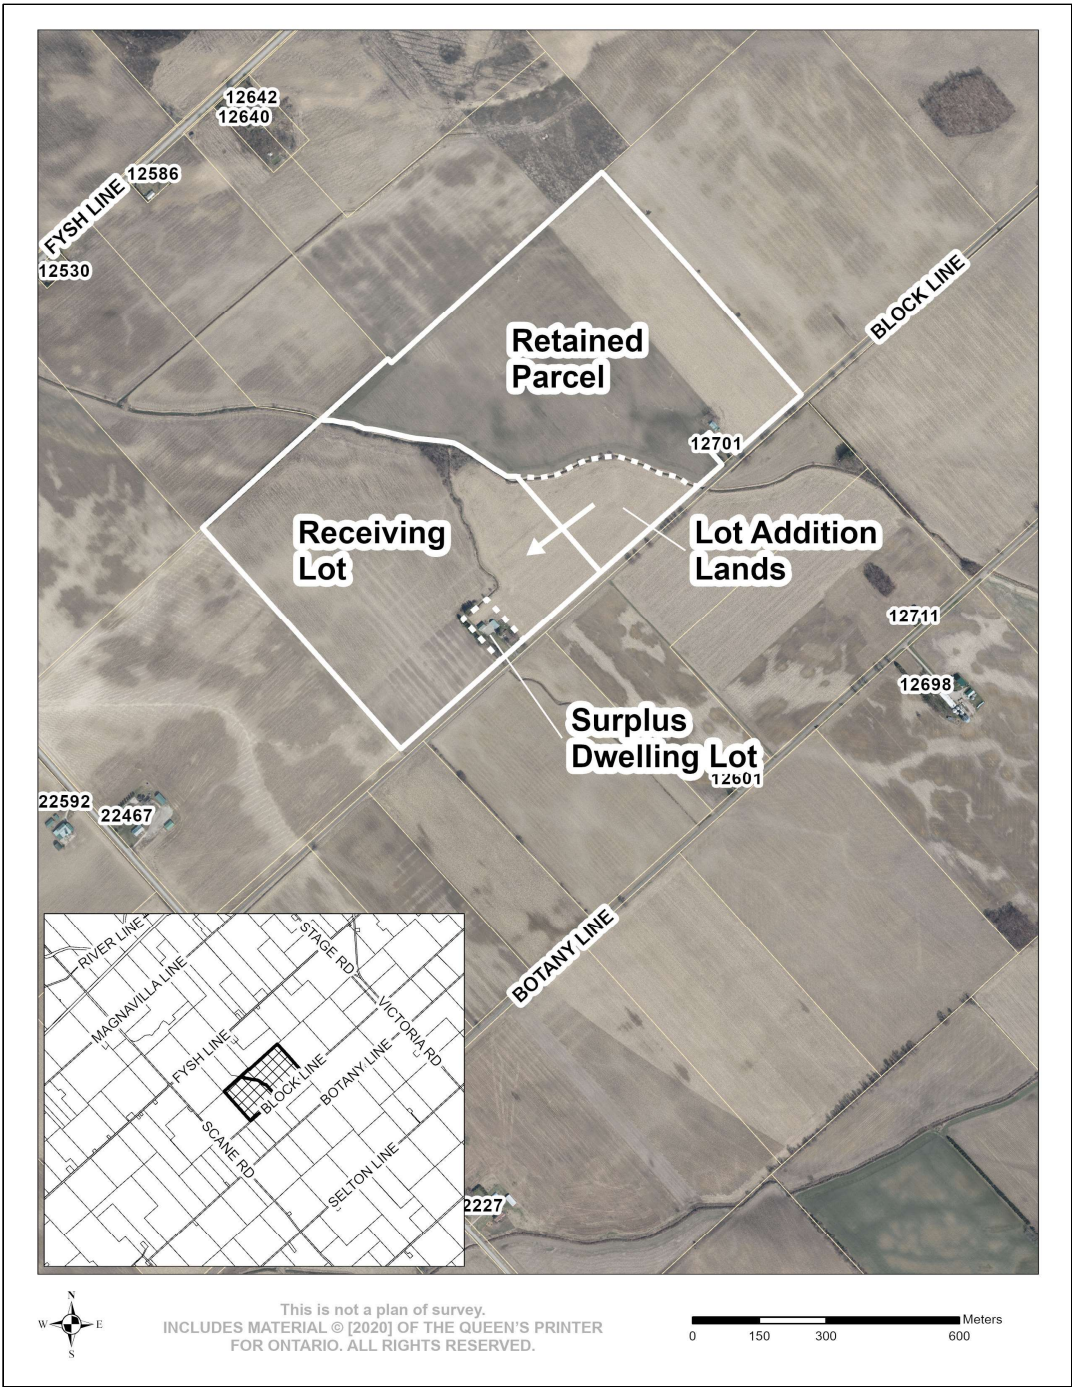 12642
12640
12586
FYSH LINE
12530
BLOCK LINE
Retained
Parcel
12701
Receiving
Lot
Lot Addition
Lands
12711
12698
Surplus
Dwelling Lot
12601
22592
22467
BOTANY LINE
RIVER LINE
STAGE RD
MAGNAVILLA LINE
VICTORIA RD
FYSH LINE
BLOCK LINE
BOTANY LINE
SCANE RD
SELTON LINE
2227
N
W
E
S
This is not a plan of survey.
INCLUDES MATERIAL © [2020] OF THE QUEEN'S PRINTER
FOR ONTARIO. ALL RIGHTS RESERVED.
Meters
0 150 300 600